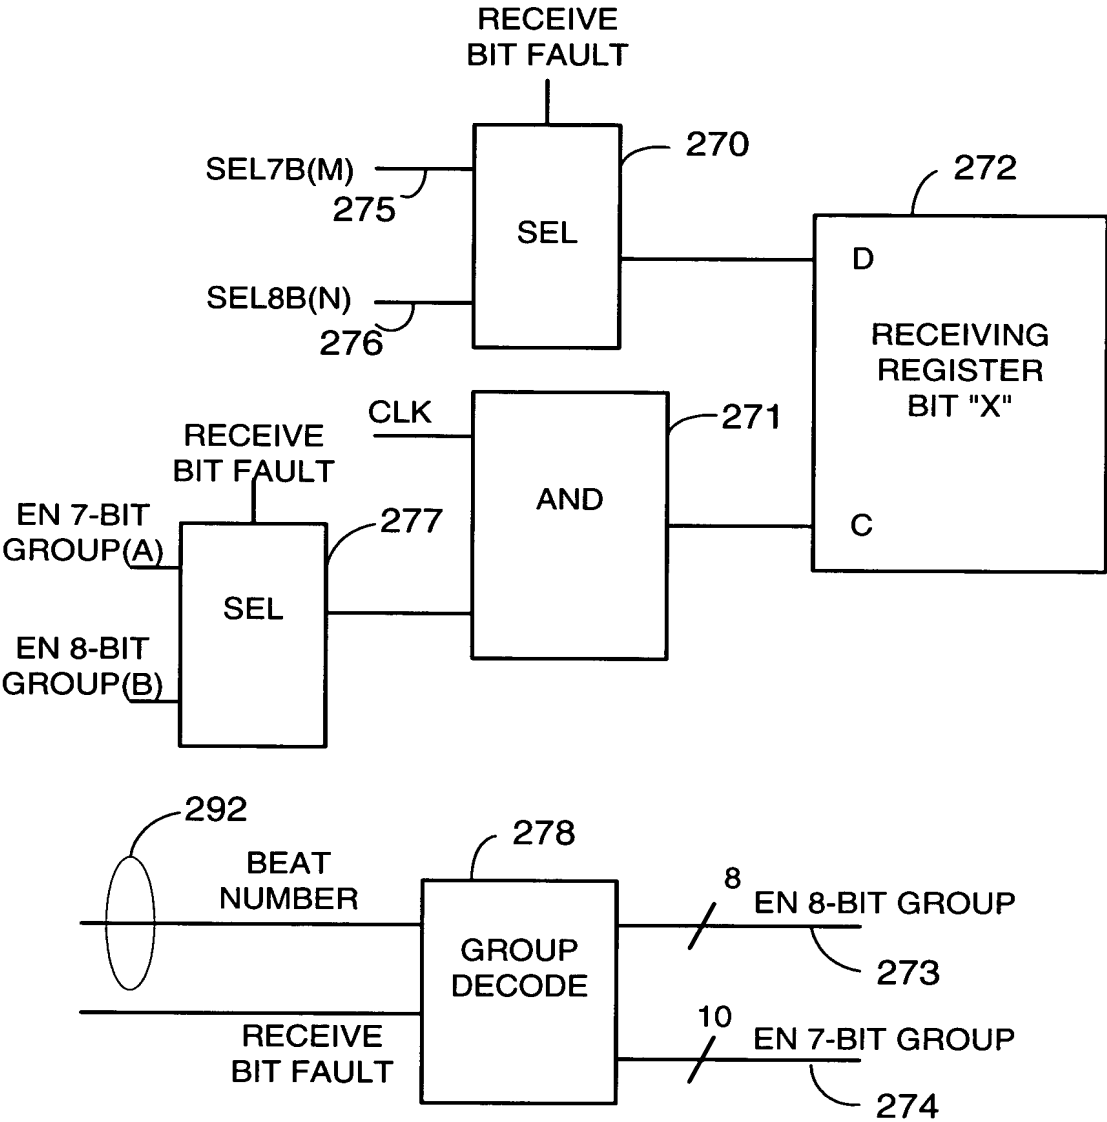 RECEIVE
BIT FAULT
270
SEL7B(M)
275
272
SEL
D
SEL8B(N)
276
RECEIVING
REGISTER
BIT "X"
CLK
271
RECEIVE
BIT FAULT
AND
EN 7-BIT
GROUP(A)
277
C
SEL
EN 8-BIT
GROUP(B)
292
278
BEAT
NUMBER
8
EN 8-BIT GROUP
GROUP
DECODE
273
10
RECEIVE
BIT FAULT
EN 7-BIT GROUP
274